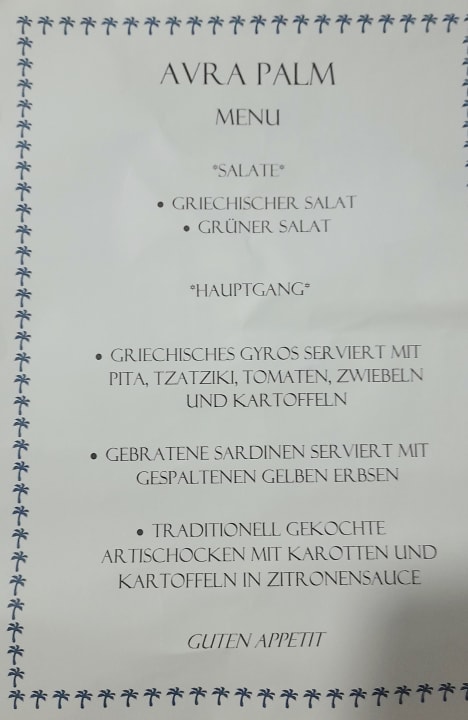 AVRA PALM
MENU
*SALATE*
• GRIECHISCHER SALAT
• GRÜNER SALAT
*HAUPTGANG*
• GRIECHISCHES GYROS SERVIERT MIT
PITA, TZATZIKI, TOMATEN, ZWIEBELN
UND KARTOFFELN
• GEBRATENE SARDINEN SERVIERT MIT
GESPALTENEN GELBEN ERBSEN
• TRADITIONELL GEKOCHTE
ARTISCHOCKEN MIT KAROTTEN UND
KARTOFFELN IN ZITRONENSAUCE
GUTEN APPETIT